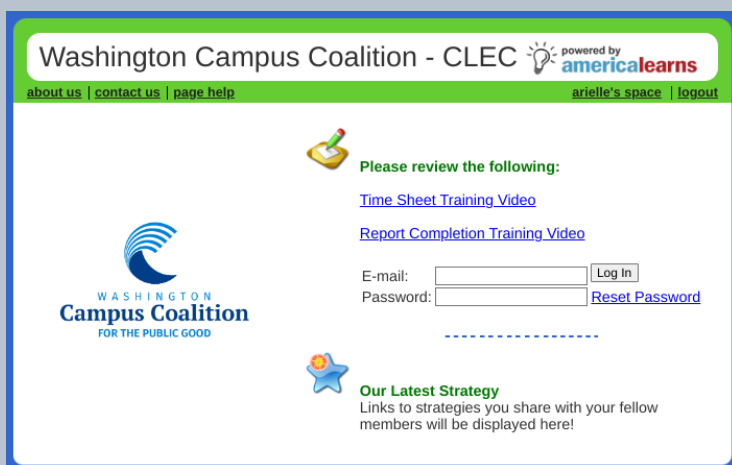 Washington Campus Coalition - CLEC
powered by
americalearns
about us | contact us | page help
arielle's space | logout
Please review the following:
Time Sheet Training Video
Report Completion Training Video
E-mail:
Log In
Password:
Reset Password
WASHINGTON
Campus Coalition
FOR THE PUBLIC GOOD
Our Latest Strategy
Links to strategies you share with your fellow
members will be displayed here!